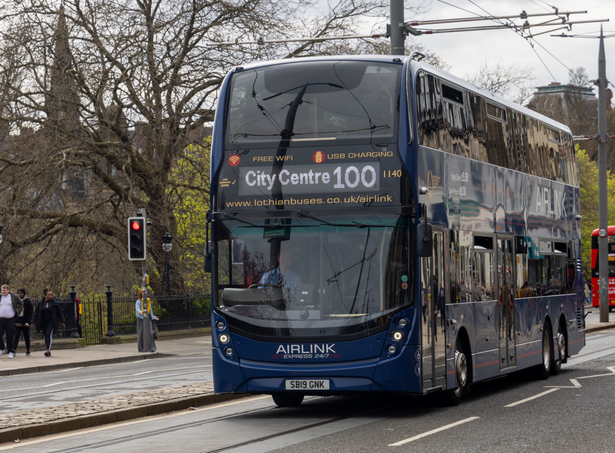 FREE WIFI USB CHARGING
City Centre 100 1140
www.lothianbuses.co.uk/airlink
AIRLINK
EXPRESS 24/7
SB19 GNK
AIRLINK